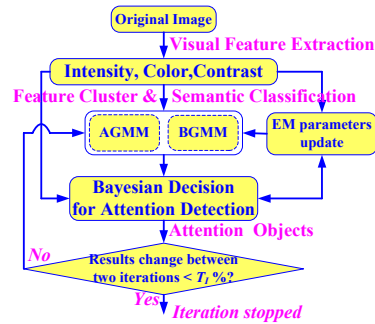 Original Image
Visual Feature Extraction
Intensity, Color,Contrast
Feature Cluster & Semantic Classification
AGMM
BGMM
EM parameters
update
Bayesian Decision
for Attention Detection
Attention Objects
No
Results change between
two iterations < T_I %?
Yes
Iteration stopped